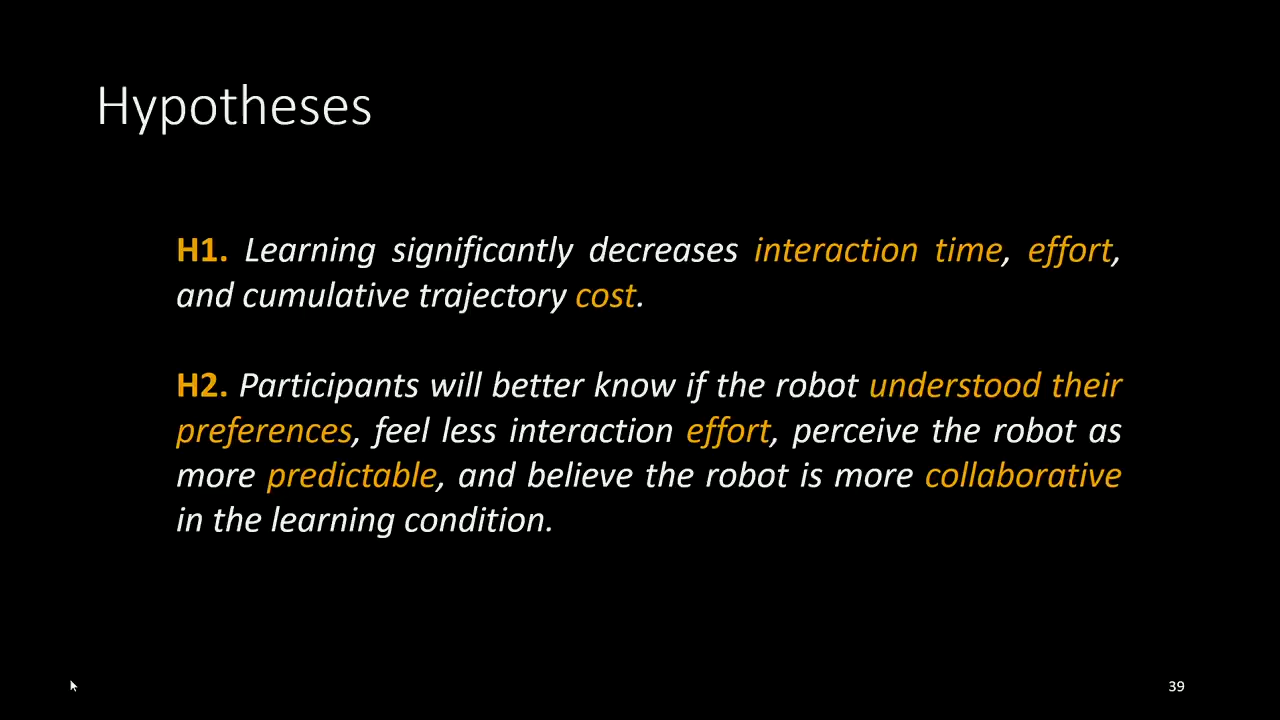 Hypotheses
H1. Learning significantly decreases interaction time, effort,
and cumulative trajectory cost.
H2. Participants will better know if the robot understood their
preferences, feel less interaction effort, perceive the robot as
more predictable, and believe the robot is more collaborative
in the learning condition.
39